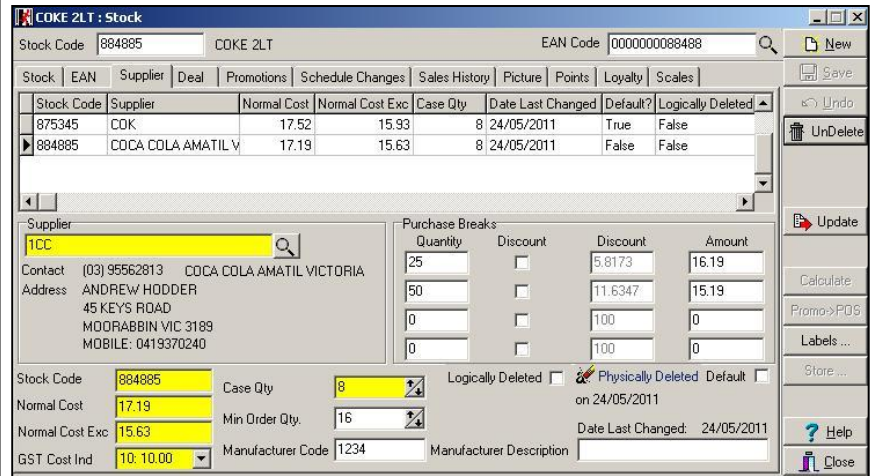 COKE 2LT : Stock
Stock Code 884885 COKE 2LT EAN Code 0000000088488 New
Save
Stock EAN Supplier Deal Promotions Schedule Changes Sales History Picture Points Loyalty Scales
Stock Code Supplier Normal Cost Normal Cost Exc Case Qty Date Last Changed Default? Logically Deleted Undo
875345 COK 17.52 15.93 8 24/05/2011 True False
884885 COCA COLA AMATIL V 17.19 15.63 8 24/05/2011 False False UnDelete
Supplier Purchase Breaks Update
1CC Quantity Discount Discount Amount
Contact (03) 95562813 COCA COLA AMATIL VICTORIA 25 5.8173 16.19
Address ANDREW HODDER 50 11.6347 15.19 Calculate
45 KEYS ROAD
MOORABBIN VIC 3189 0 100 0 Promo->POS
MOBILE: 0419370240 0 100 0 Labels ...
Stock Code 884885 Case Qty 8 Logically Deleted Physically Deleted Default Store ...
Normal Cost 17.19 on 24/05/2011
Normal Cost Exc 15.63 Min Order Qty. 16 Date Last Changed: 24/05/2011 Help
GST Cost Ind 10: 10.00 Manufacturer Code 1234 Manufacturer Description Close